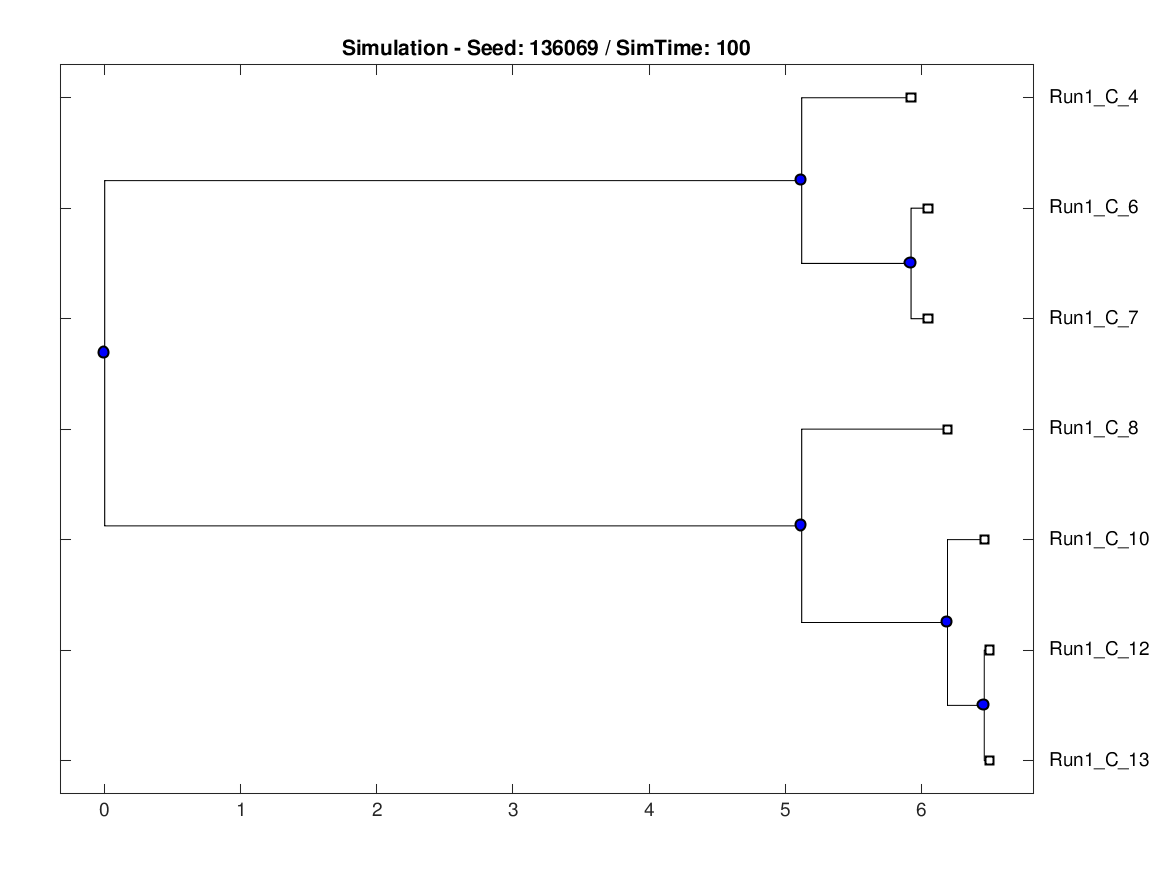 Simulation - Seed: 136069 / SimTime: 100
Run1_C_4
Run1_C_6
Run1_C_7
Run1_C_8
Run1_C_10
Run1_C_12
Run1_C_13
0 1 2 3 4 5 6